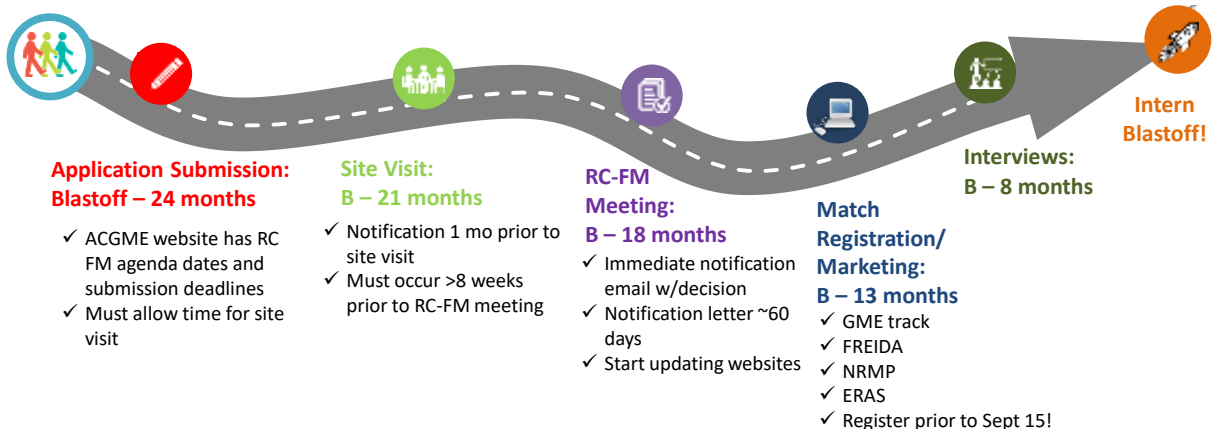 Application Submission:
Blastoff – 24 months
✓ ACGME website has RC
FM agenda dates and
submission deadlines
✓ Must allow time for site
visit
Site Visit:
B – 21 months
✓ Notification 1 mo prior to
site visit
✓ Must occur >8 weeks
prior to RC-FM meeting
RC-FM
Meeting:
B – 18 months
✓ Immediate notification
email w/decision
✓ Notification letter ~60
days
✓ Start updating websites
Match
Registration/
Marketing:
B – 13 months
✓ GME track
✓ FREIDA
✓ NRMP
✓ ERAS
✓ Register prior to Sept 15!
Interviews:
B – 8 months
Intern
Blastoff!